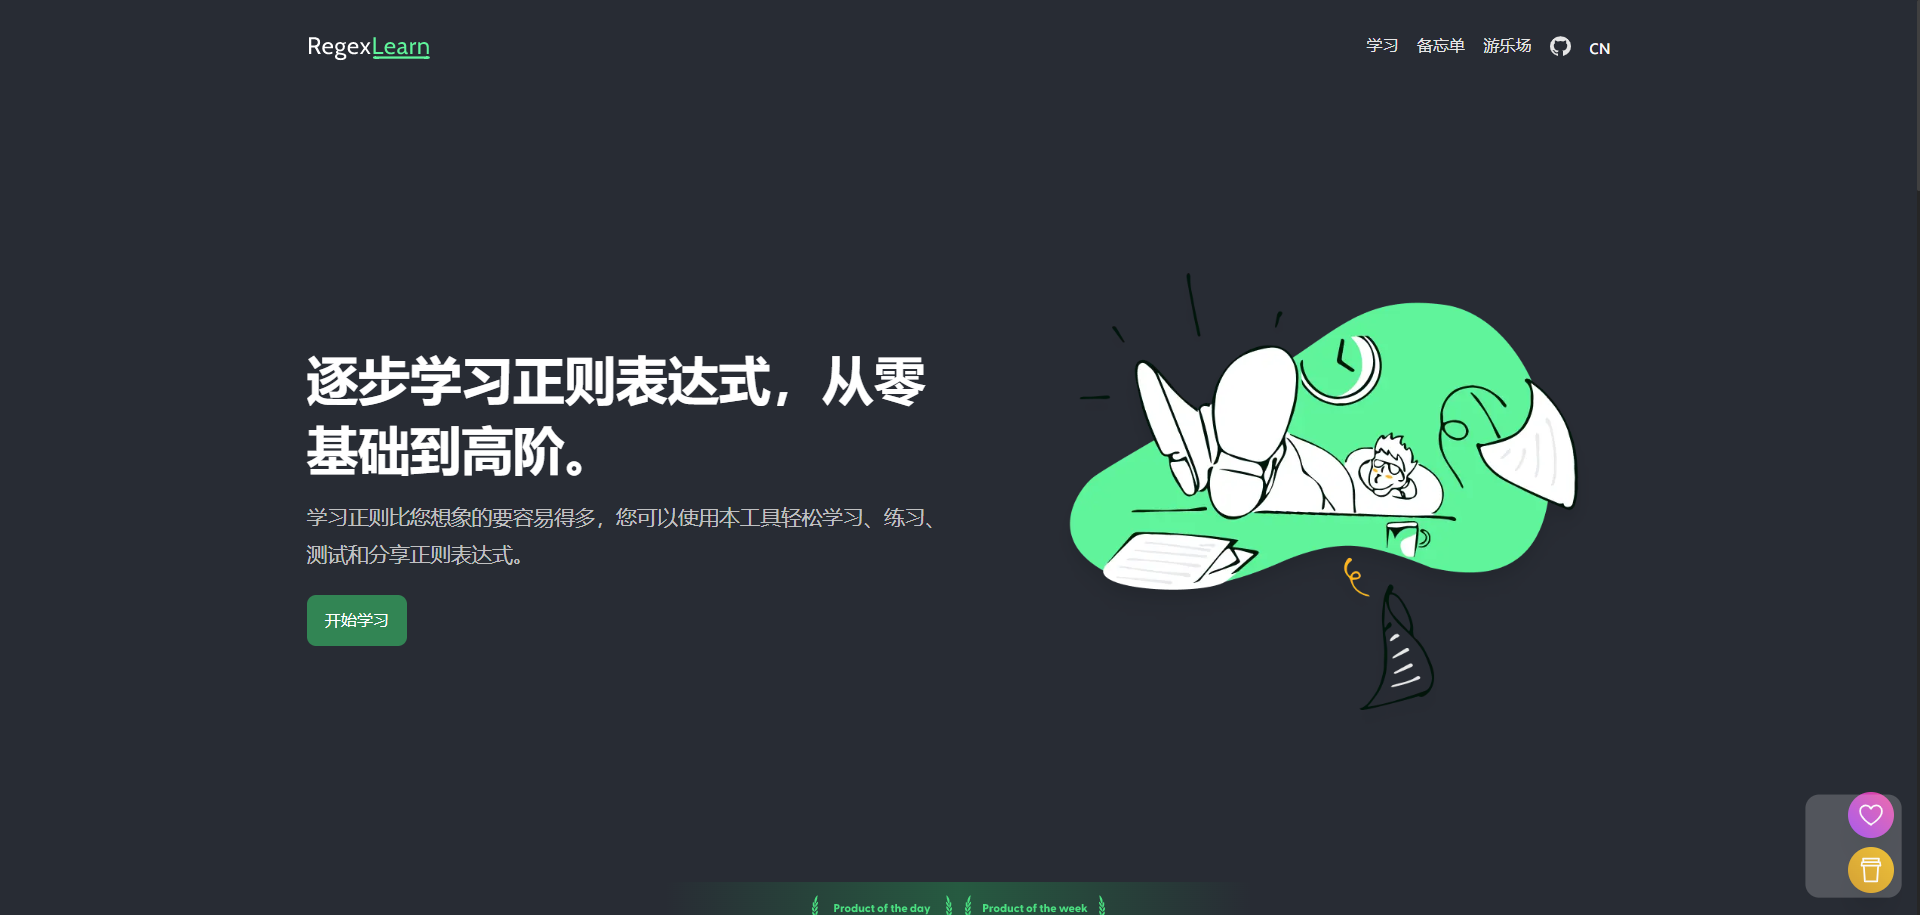 RegexLearn
学习 备忘单 游乐场 CN
逐步学习正则表达式，从零
基础到高阶。
学习正则比您想象的要容易得多，您可以使用本工具轻松学习、练习、
测试和分享正则表达式。
开始学习
Product of the day Product of the week